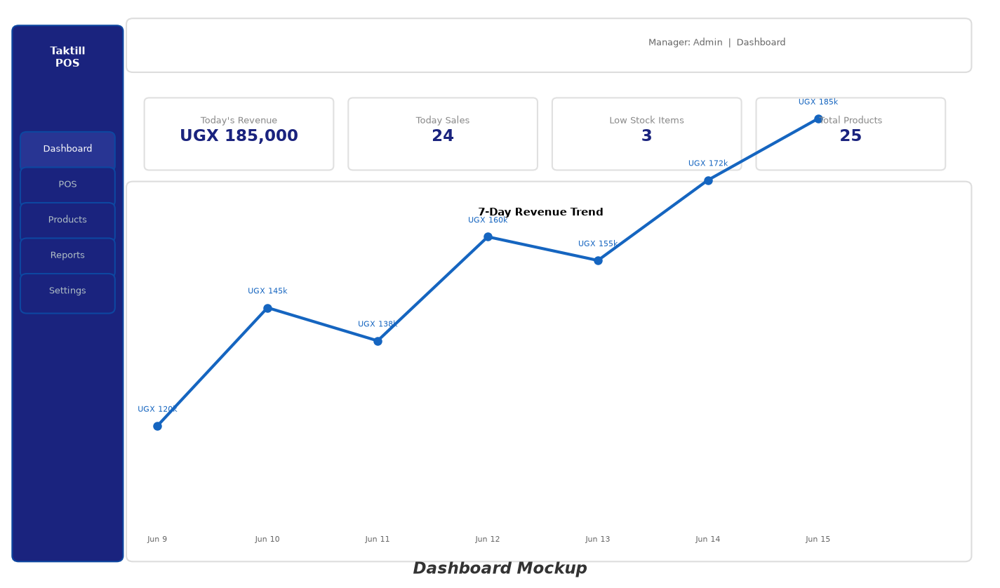 Taktill
POS
Dashboard
POS
Products
Reports
Settings
Manager: Admin | Dashboard
Today's Revenue
UGX 185,000
Today Sales
24
Low Stock Items
3
Total Products
25
7-Day Revenue Trend
UGX 120k
UGX 145k
UGX 138k
UGX 160k
UGX 155k
UGX 172k
UGX 185k
Jun 9
Jun 10
Jun 11
Jun 12
Jun 13
Jun 14
Jun 15
Dashboard Mockup